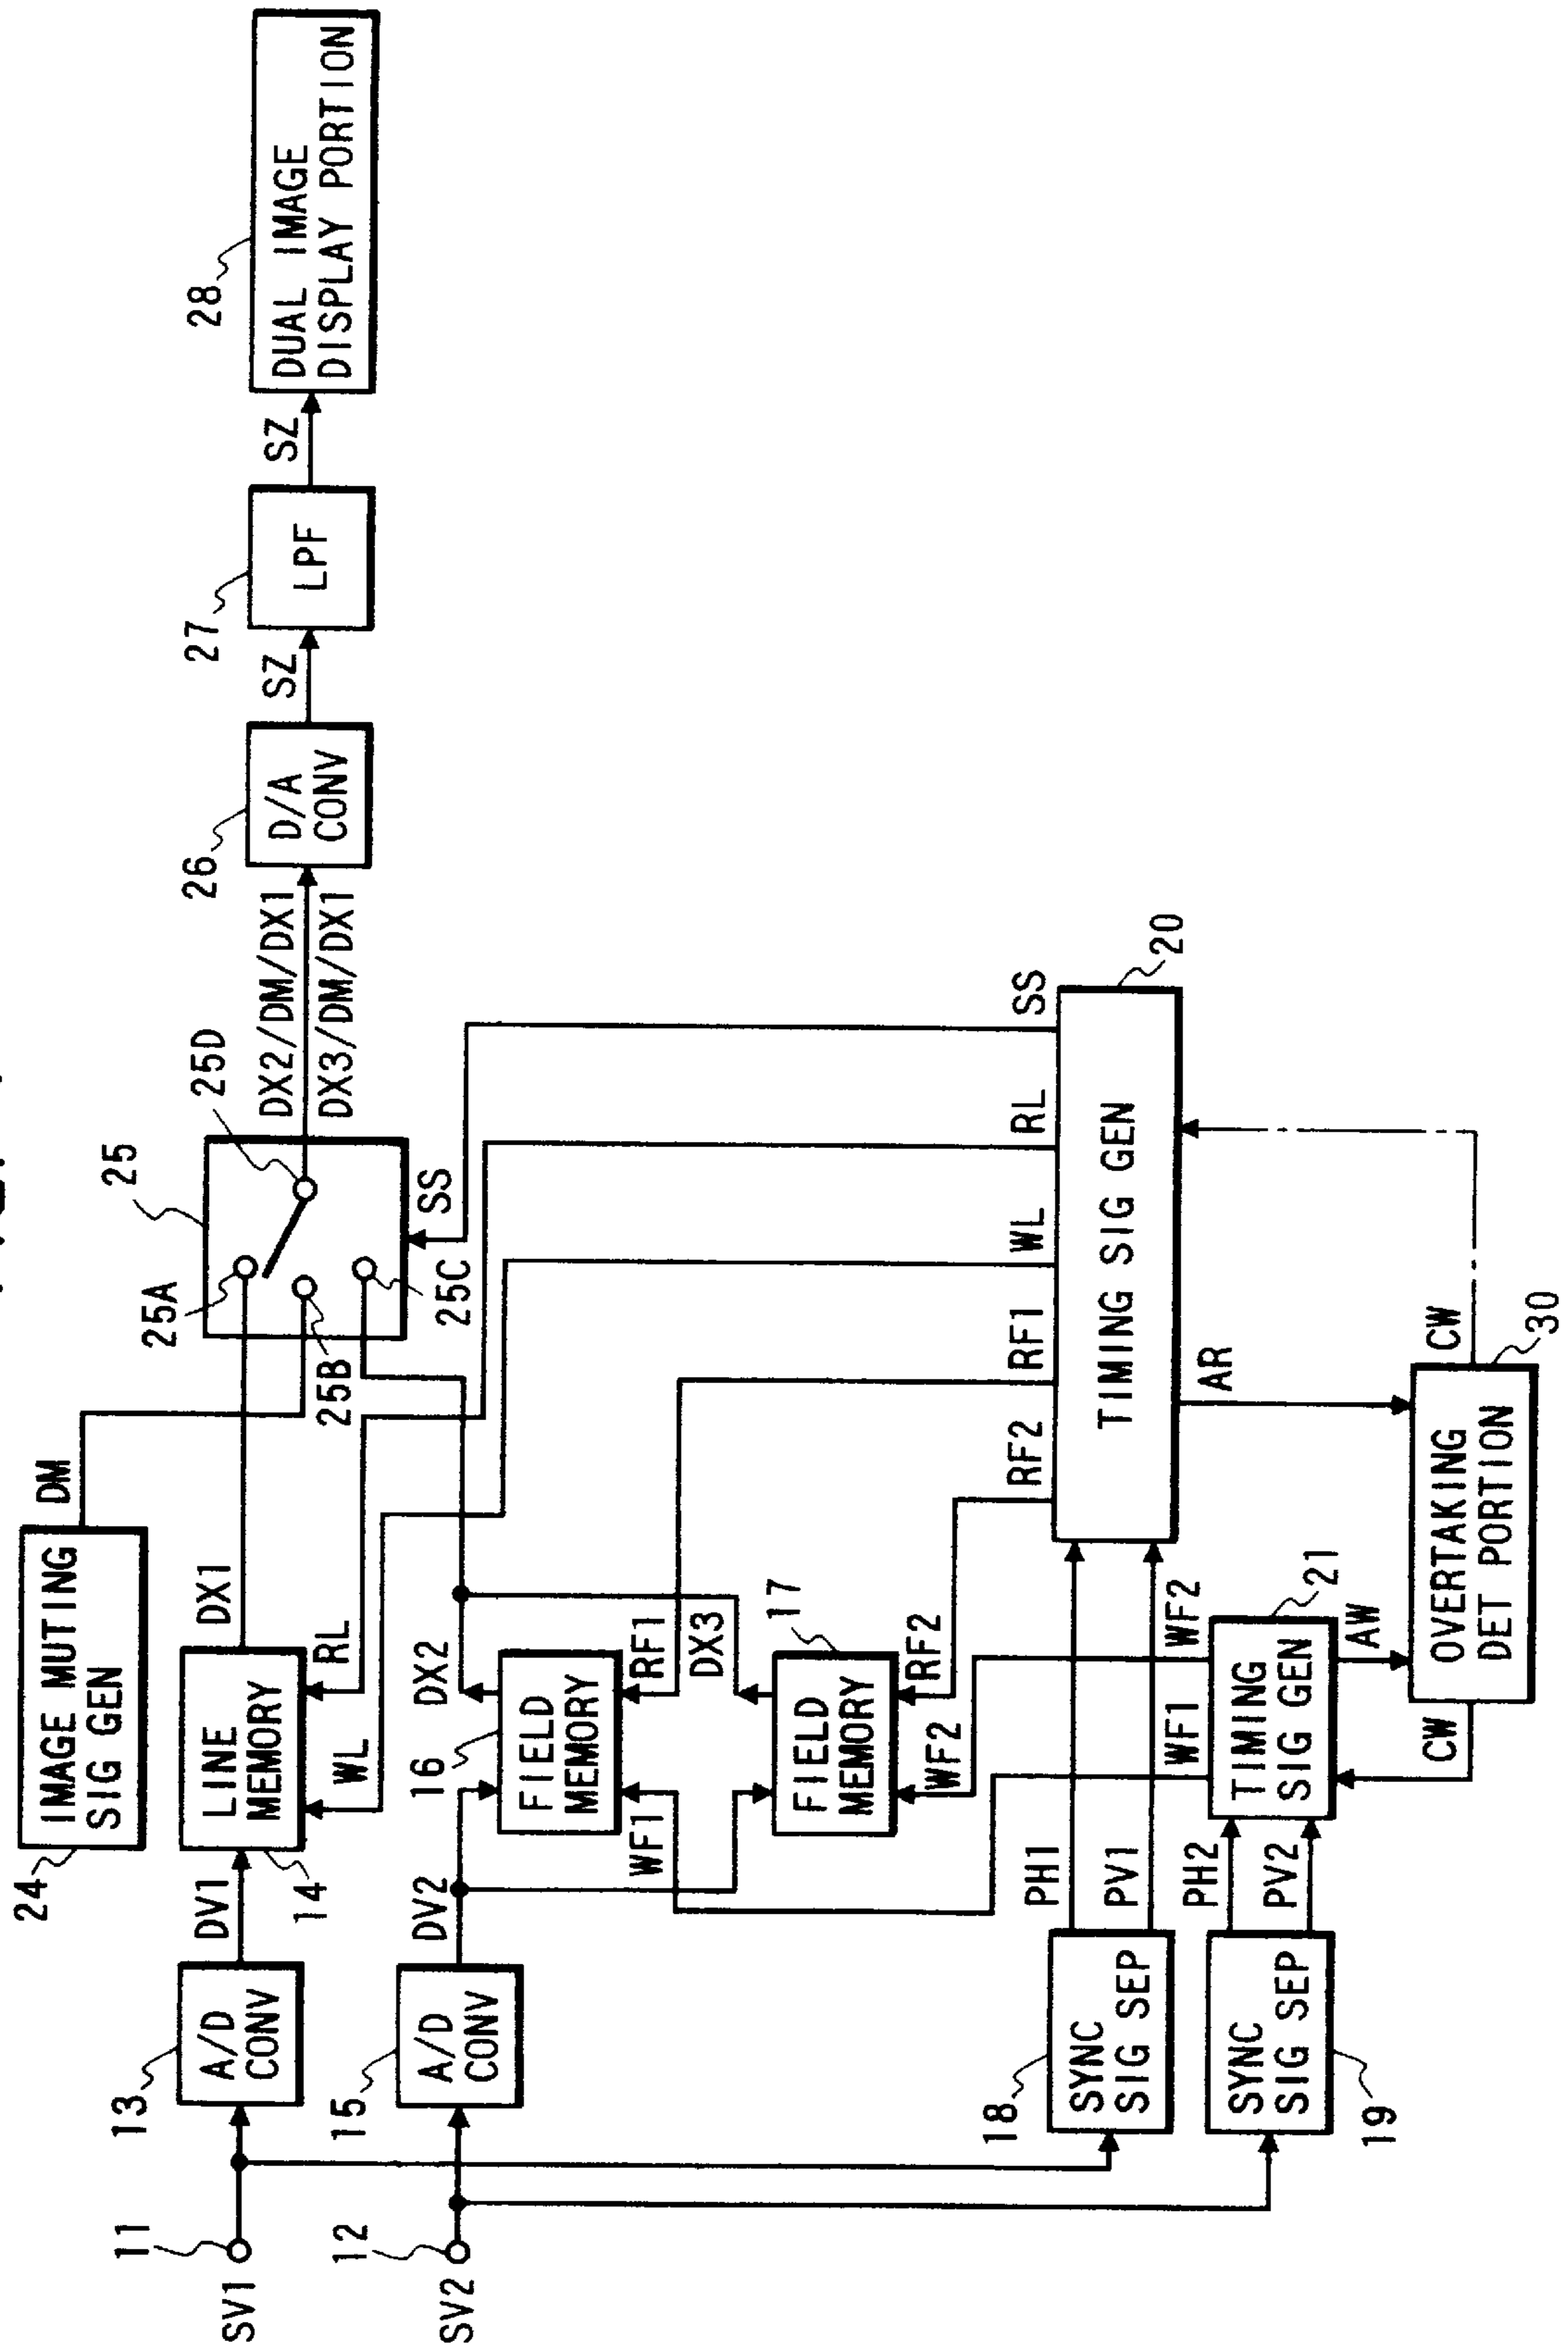 24
IMAGE MUTING
SIG GEN
DM
SV1
11
13
A/D
CONV
DV1
14
LINE
MEMORY
DX1
WL
RL
25A
25B
25C
25
25D
SS
DX2/DM/DX1
DX3/DM/DX1
26
D/A
CONV
SZ
27
LPF
SZ
28
DUAL IMAGE
DISPLAY PORTION
SV2
12
15
A/D
CONV
DV2
16
FIELD
MEMORY
DX2
WF1
RF1
DX3
17
FIELD
MEMORY
WF2
RF2
18
SYNC
SIG SEP
PH1
PV1
RF2
RF1
WL
RL
SS
20
TIMING SIG GEN
19
SYNC
SIG SEP
PH2
PV2
WF1
WF2
21
TIMING
SIG GEN
AW
AR
CW
CW
30
OVERTAKING
DET PORTION